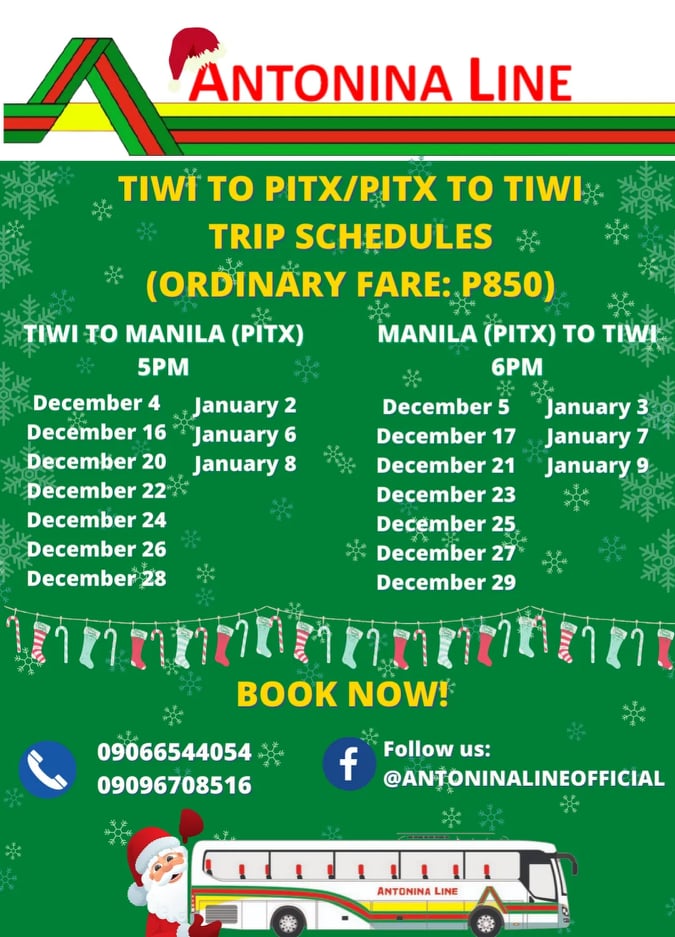 ANTONINA LINE
TIWI TO PITX/PITX TO TIWI
TRIP SCHEDULES
(ORDINARY FARE: P850)
TIWI TO MANILA (PITX)
5PM
December 4
December 16
December 20
December 22
December 24
December 26
December 28
January 2
January 6
January 8
MANILA (PITX) TO TIWI
6PM
December 5
December 17
December 21
December 23
December 25
December 27
December 29
January 3
January 7
January 9
BOOK NOW!
09066544054
09096708516
Follow us:
@ANTONINALINEOFFICIAL
ANTONINA LINE